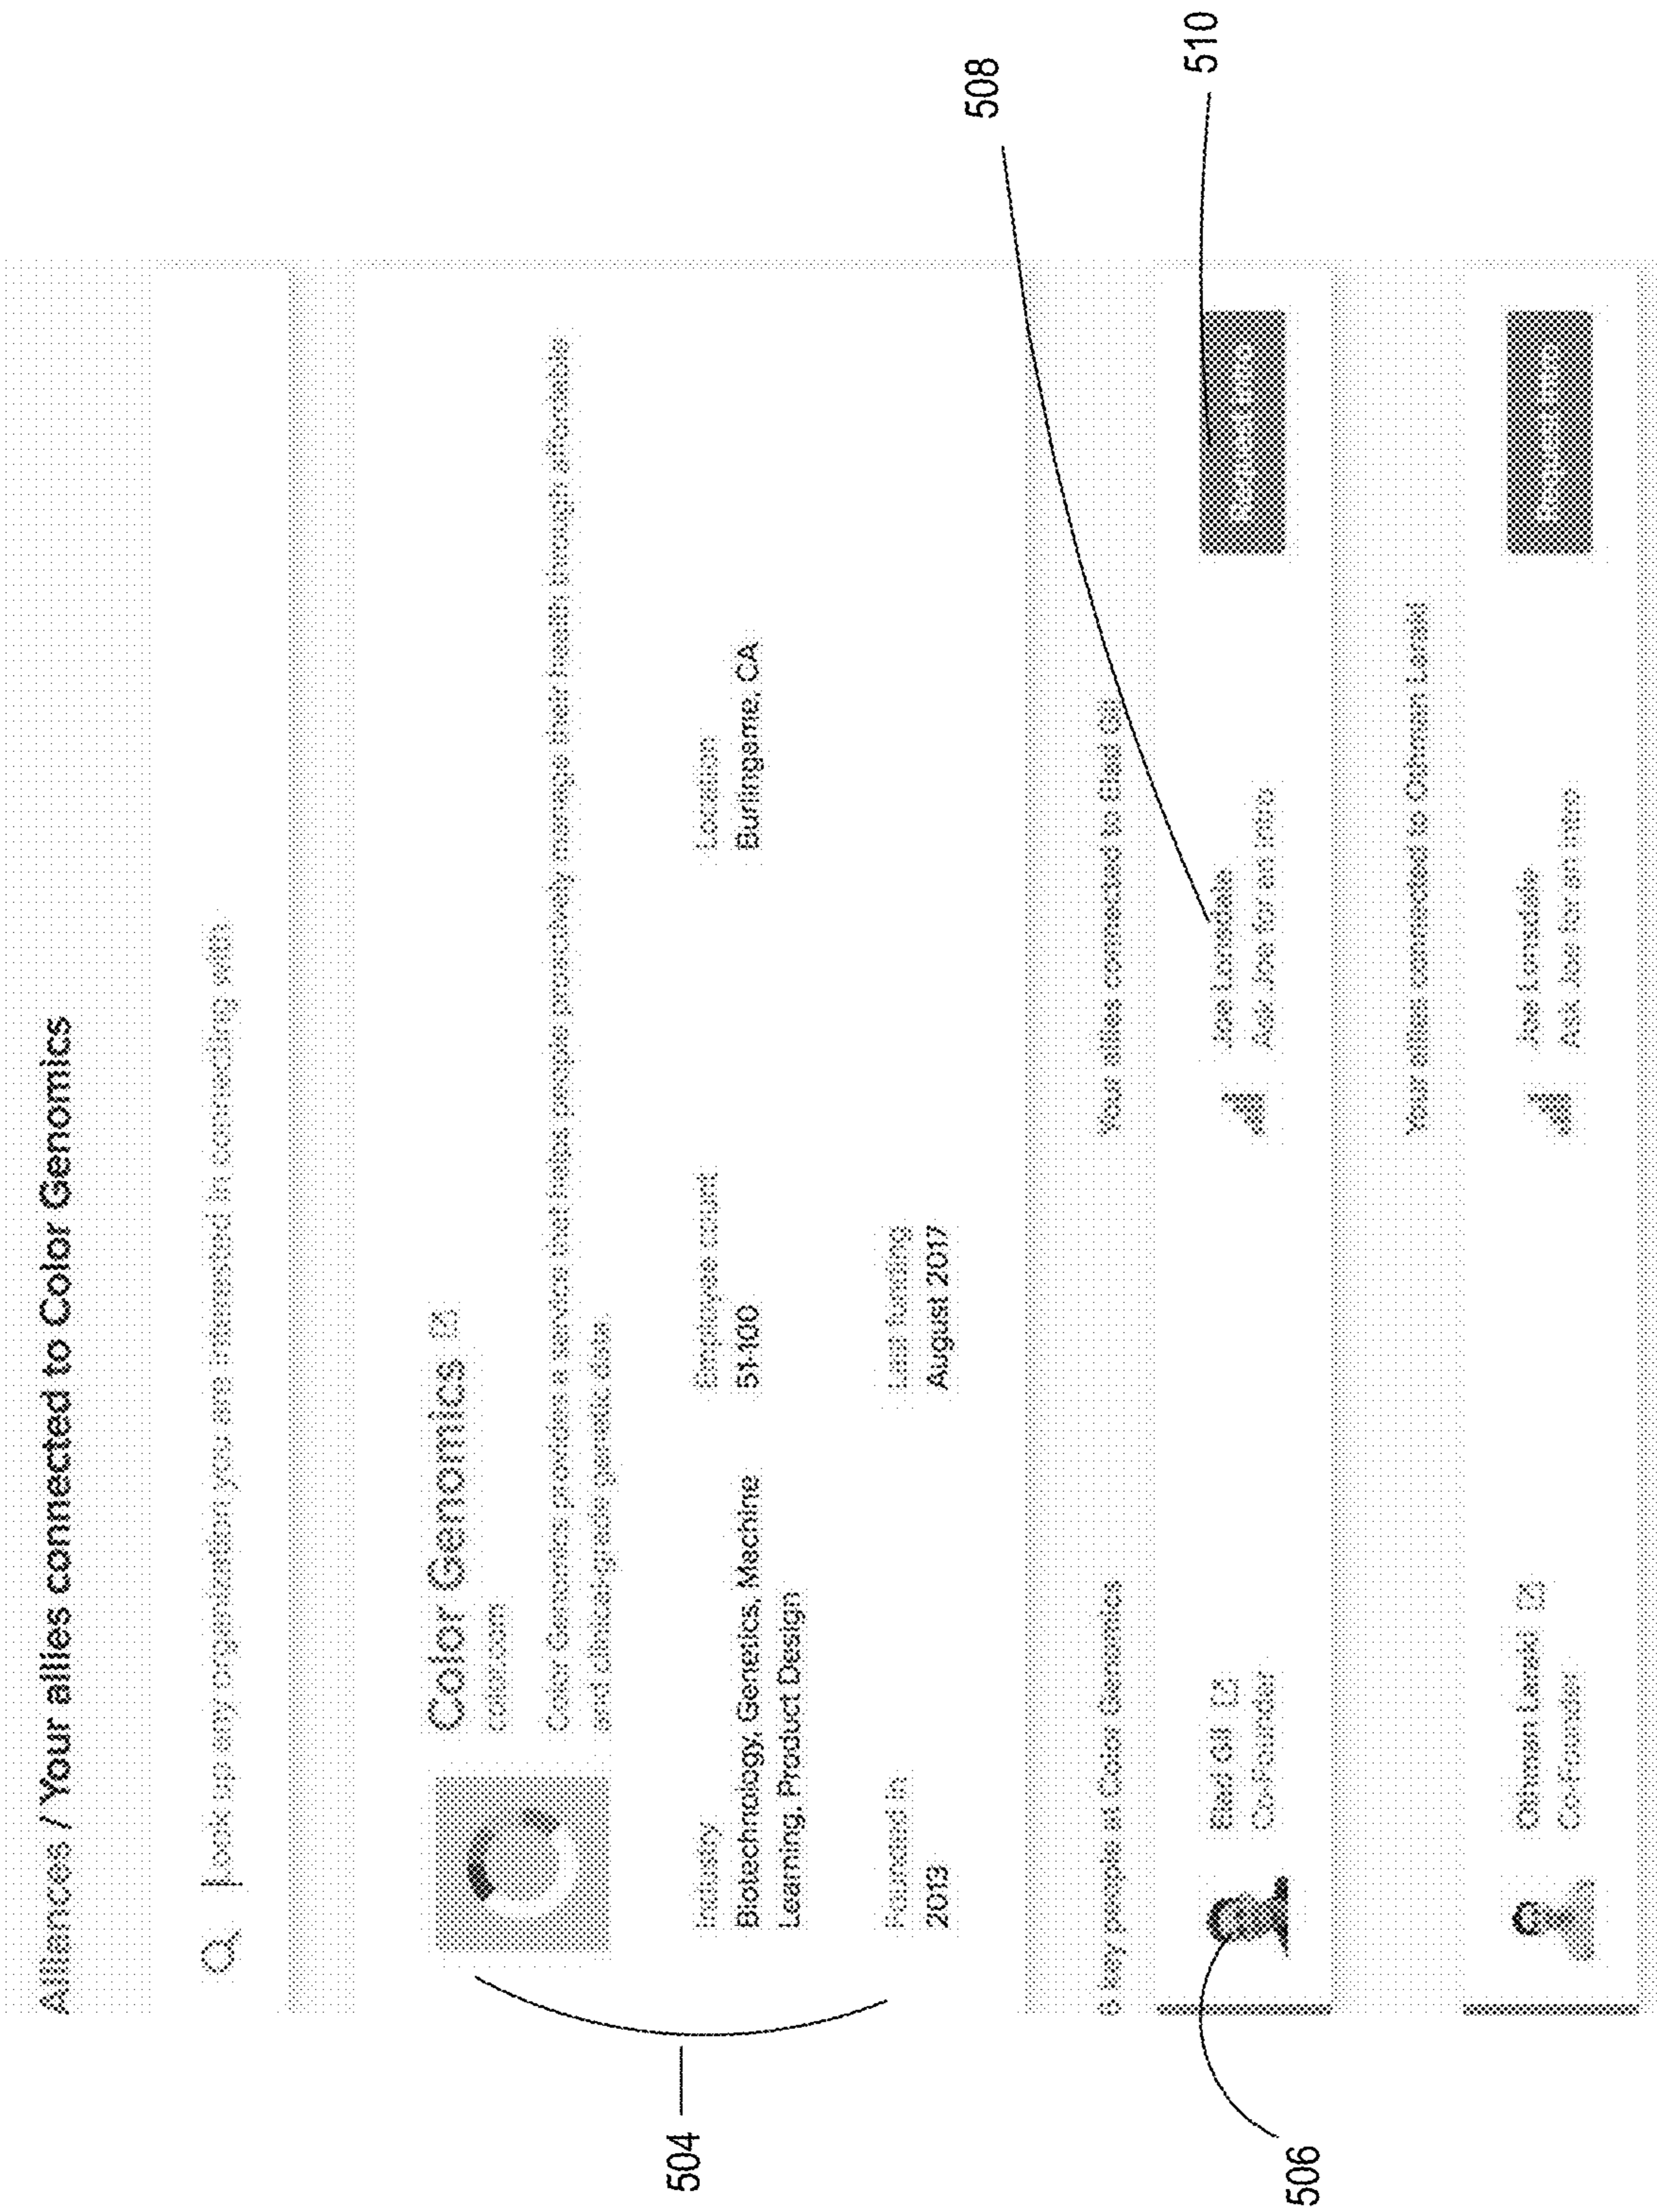 Alliances / Your allies connected to Color Genomics
Look up any organization you are interested in connecting with.
Color Genomics
color.com
Color Genomics provides a service that helps people proactively manage their health through affordable
and clinical-grade genetic data.
Industry
Biotechnology, Genetics, Machine
Learning, Product Design
Employee count
51-100
Location
Burlingame, CA
Founded in
2013
Last funding
August 2017
key people at Color Genomics
Your allies connected to Elad Gil
Elad Gil
Co-Founder
Joe Lonsdale
Ask Joe for an intro
Your allies connected to Othman Laraki
Othman Laraki
Co-Founder
Joe Lonsdale
Ask Joe for an intro
504
506
508
510